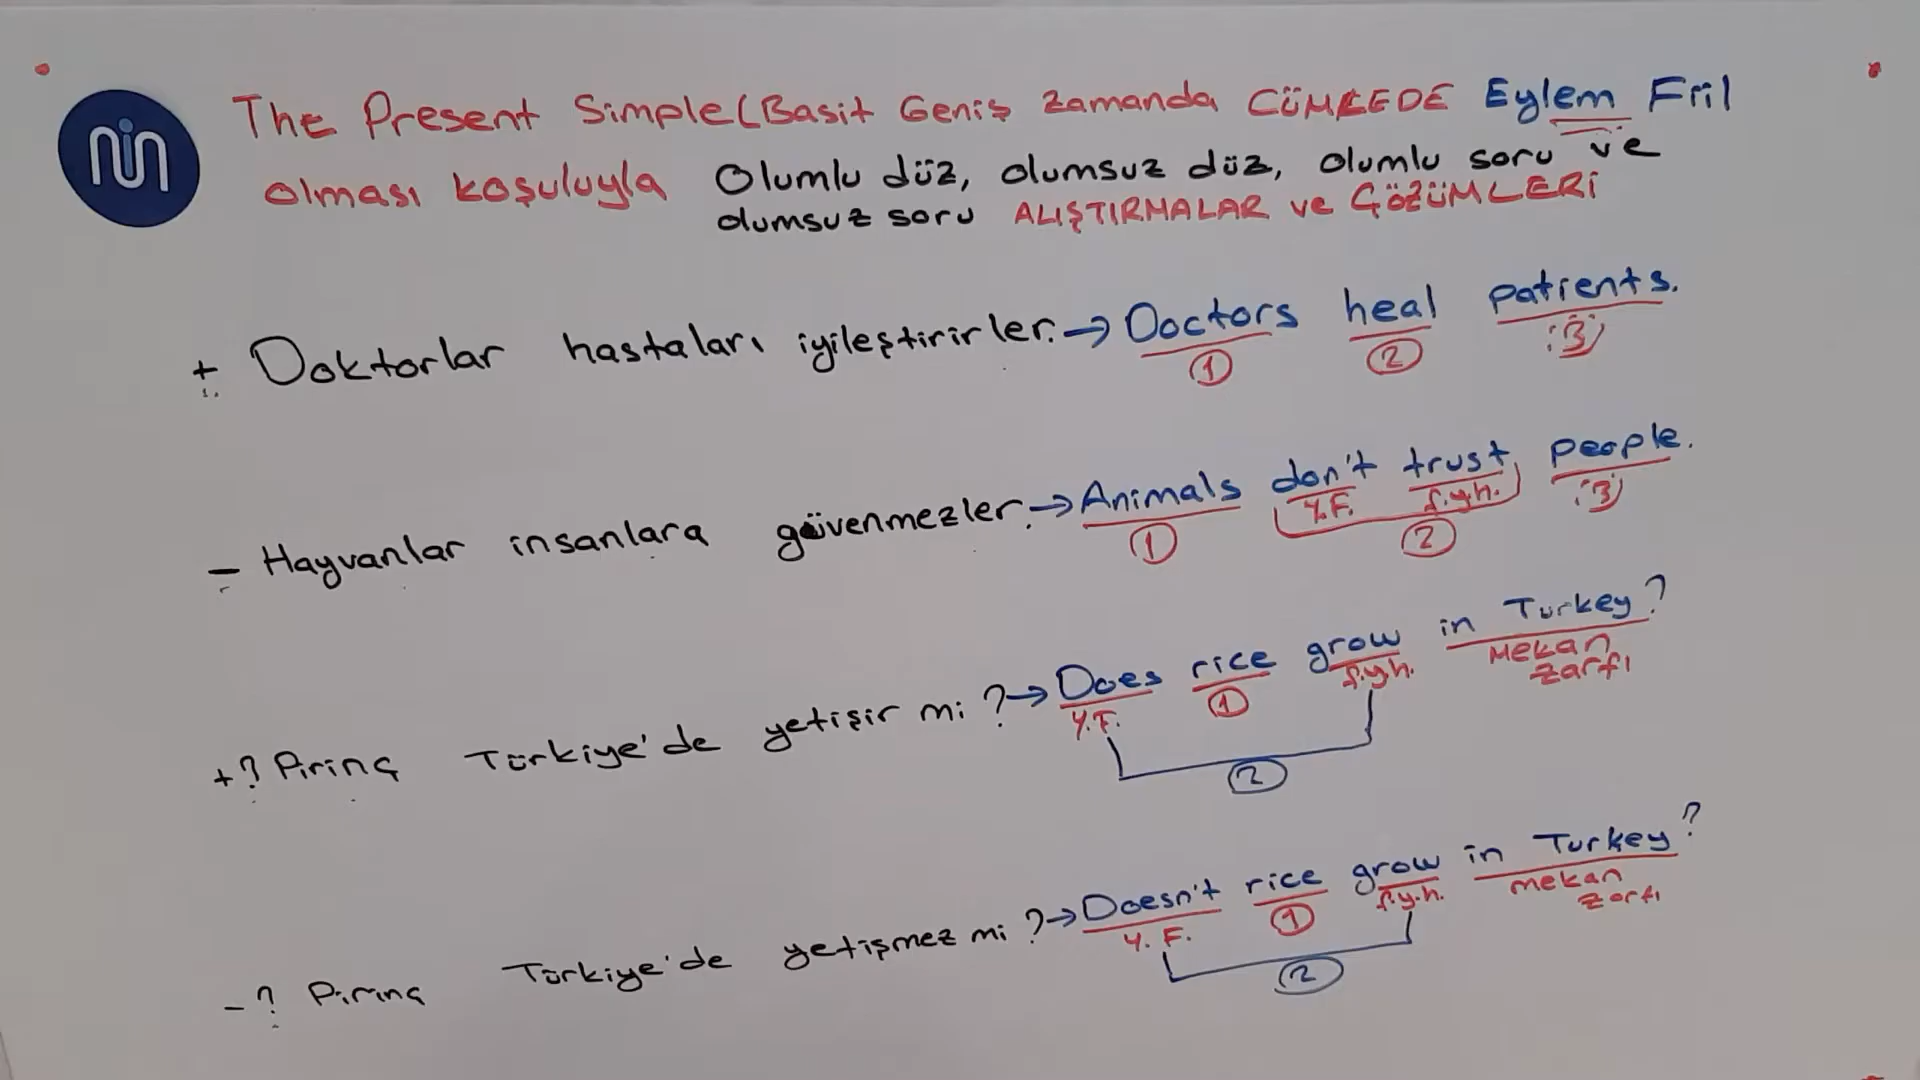 The Present Simple(Basit Geniş zamanda CÜMLEDE Eylem Fiil
olması koşuluyla Olumlu düz, olumsuz düz, olumlu soru ve
olumsuz soru ALIŞTIRMALAR ve ÇÖZÜMLERİ
+ Doktorlar hastaları iyileştirirler.→ Doctors heal patients.
1 2 3
- Hayvanlar insanlara güvenmezler.→ Animals don't trust people.
Y.F. f.y.h.
1 2 3
+? Pirinç Türkiye'de yetişir mi ?→ Does rice grow in Turkey?
Y.F. 1 f.y.h. Mekan zarfı
2
-? Pirinç Türkiye'de yetişmez mi ?→ Doesn't rice grow in Turkey?
Y.F. 1 f.y.h. mekan zarfı
2